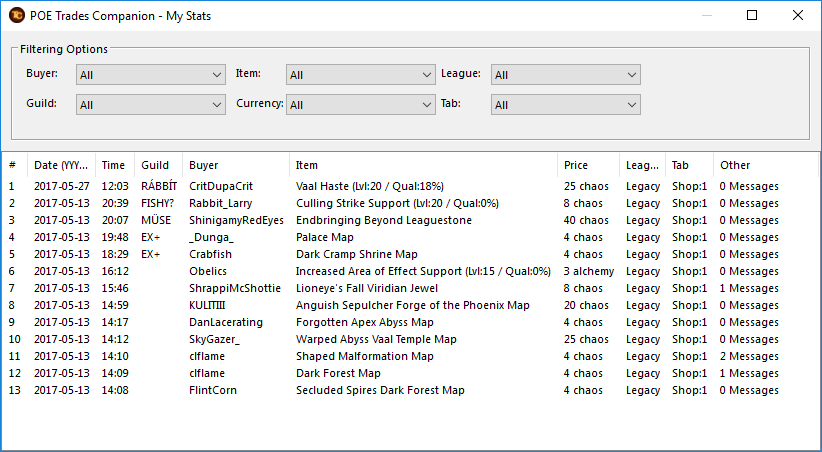 POE Trades Companion - My Stats
Filtering Options
Buyer: All Item: All League: All
Guild: All Currency: All Tab: All
# Date (YYY... Time Guild Buyer Item Price Leag... Tab Other
1 2017-05-27 12:03 RÁBBÍT CritDupaCrit Vaal Haste (Lvl:20 / Qual:18%) 25 chaos Legacy Shop:1 0 Messages
2 2017-05-13 20:39 FISHY? Rabbit_Larry Culling Strike Support (Lvl:20 / Qual:0%) 8 chaos Legacy Shop:1 0 Messages
3 2017-05-13 20:07 MÜSE ShinigamyRedEyes Endbringing Beyond Leaguestone 40 chaos Legacy Shop:1 0 Messages
4 2017-05-13 19:48 EX+ _Dunga_ Palace Map 4 chaos Legacy Shop:1 0 Messages
5 2017-05-13 18:29 EX+ Crabfish Dark Cramp Shrine Map 4 chaos Legacy Shop:1 0 Messages
6 2017-05-13 16:12 Obelics Increased Area of Effect Support (Lvl:15 / Qual:0%) 3 alchemy Legacy Shop:1 0 Messages
7 2017-05-13 15:46 ShrappiMcShottie Lioneye's Fall Viridian Jewel 8 chaos Legacy Shop:1 1 Messages
8 2017-05-13 14:59 KULITIII Anguish Sepulcher Forge of the Phoenix Map 20 chaos Legacy Shop:1 0 Messages
9 2017-05-13 14:17 DanLacerating Forgotten Apex Abyss Map 4 chaos Legacy Shop:1 0 Messages
10 2017-05-13 14:12 SkyGazer_ Warped Abyss Vaal Temple Map 25 chaos Legacy Shop:1 0 Messages
11 2017-05-13 14:10 clflame Shaped Malformation Map 4 chaos Legacy Shop:1 2 Messages
12 2017-05-13 14:09 clflame Dark Forest Map 4 chaos Legacy Shop:1 1 Messages
13 2017-05-13 14:08 FlintCorn Secluded Spires Dark Forest Map 4 chaos Legacy Shop:1 0 Messages